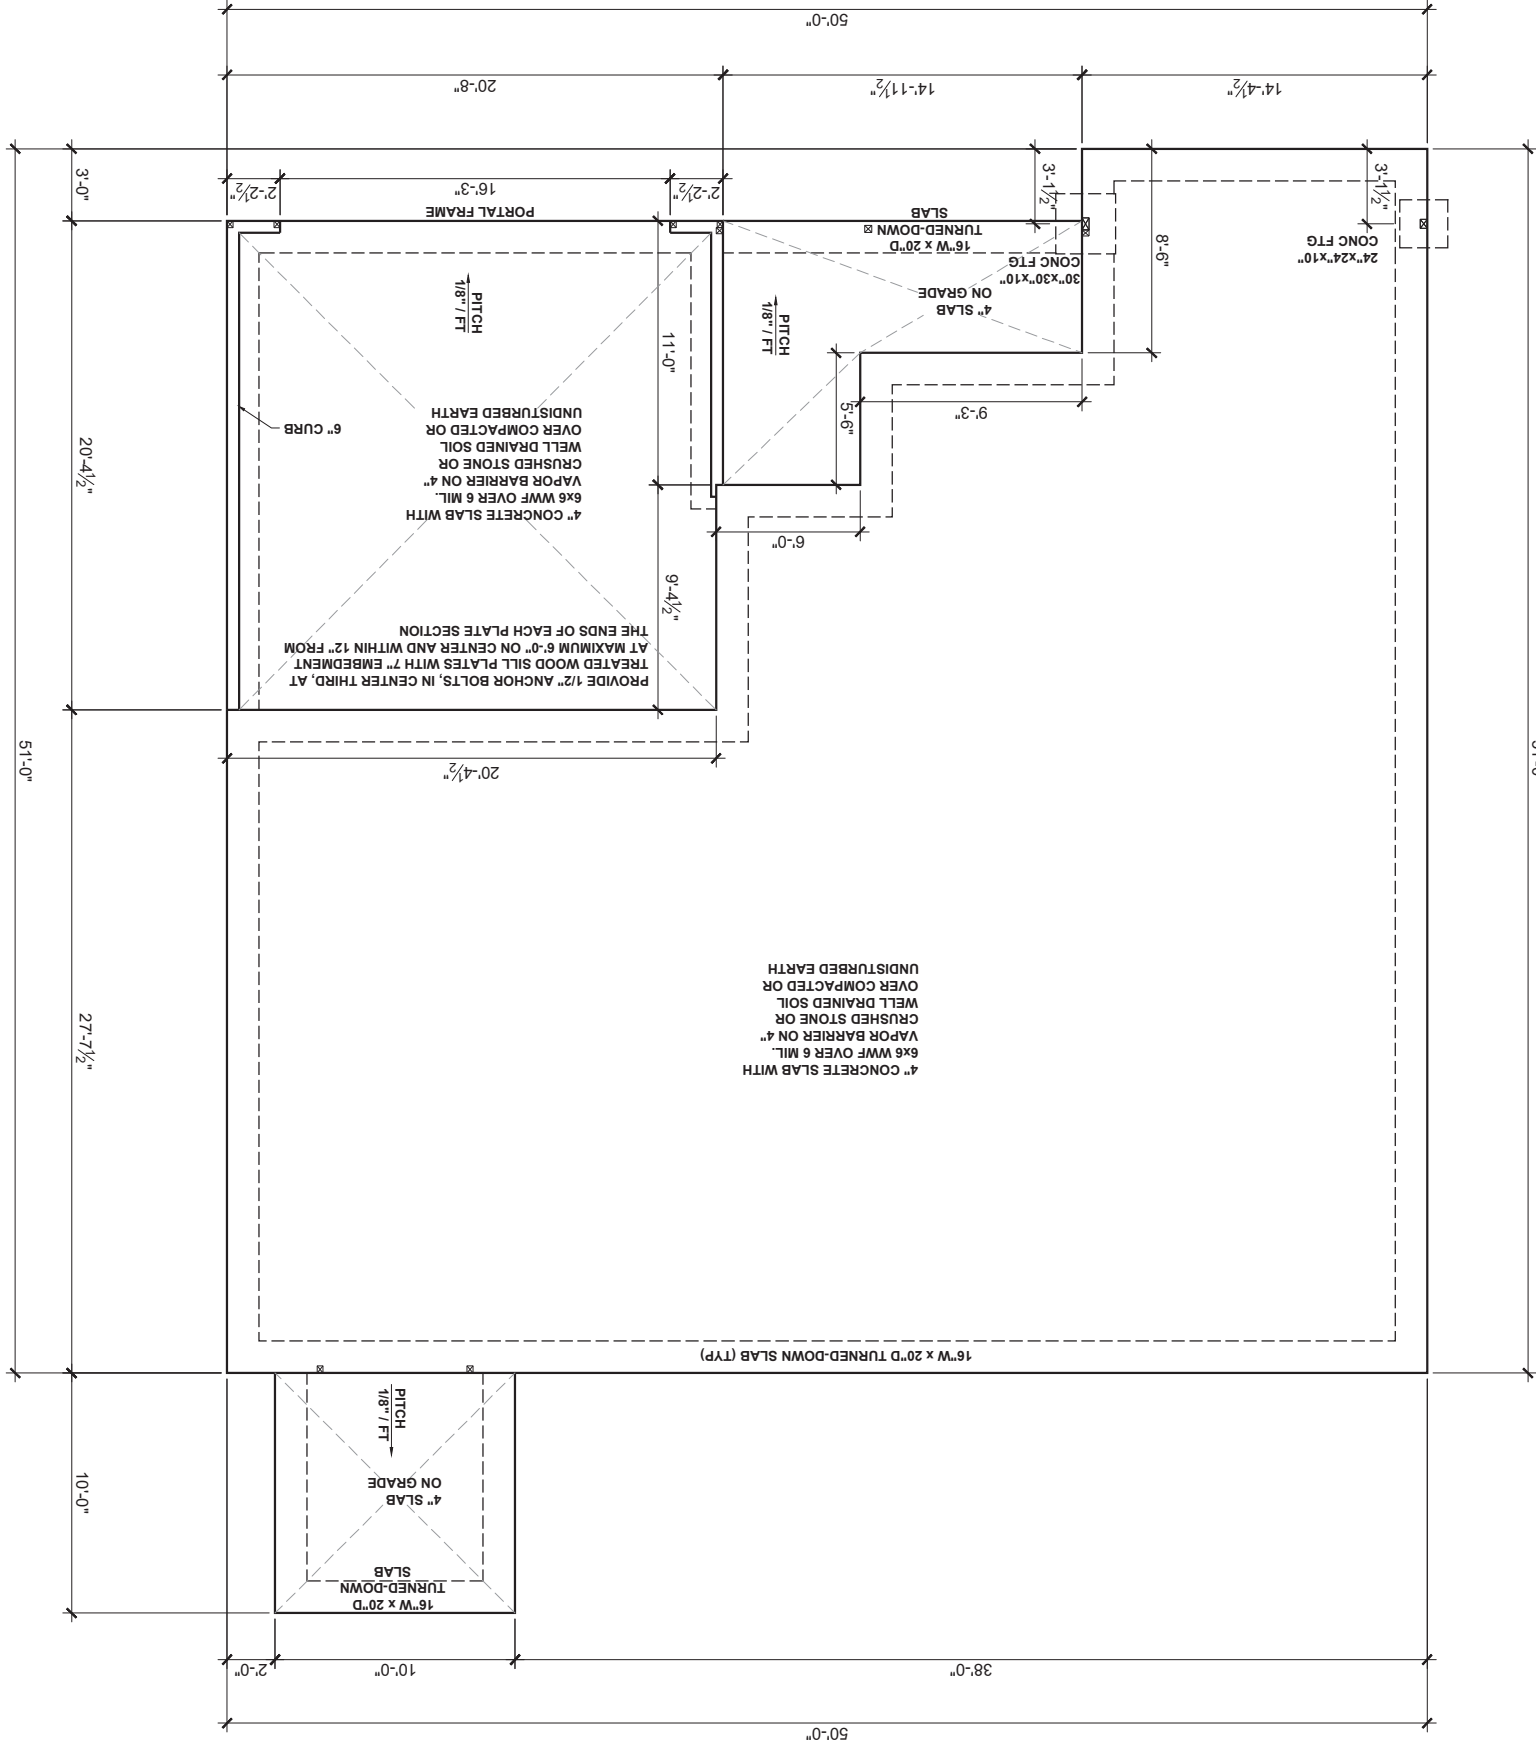 50'-0"
38'-0"
10'-0"
2'-0"
16"W x 20"D
TURNED-DOWN
SLAB
4" SLAB
ON GRADE
10'-0"
PITCH
1/8" / FT
16"W x 20"D TURNED-DOWN SLAB (TYP)
4" CONCRETE SLAB WITH
6x6 WWF OVER 6 MIL.
VAPOR BARRIER ON 4"
CRUSHED STONE OR
WELL DRAINED SOIL
OVER COMPACTED OR
UNDISTURBED EARTH
27'-7½"
51'-0"
20'-4½"
PROVIDE 1/2" ANCHOR BOLTS, IN CENTER THIRD, AT
TREATED WOOD SILL PLATES WITH 7" EMBEDMENT
AT MAXIMUM 6'-0" ON CENTER AND WITHIN 12" FROM
THE ENDS OF EACH PLATE SECTION
9'-4½"
6'-0"
4" CONCRETE SLAB WITH
6x6 WWF OVER 6 MIL.
VAPOR BARRIER ON 4"
CRUSHED STONE OR
WELL DRAINED SOIL
OVER COMPACTED OR
UNDISTURBED EARTH
20'-4½"
6" CURB
9'-3"
5'-6"
11'-0"
PITCH
1/8" / FT
PITCH
1/8" / FT
4" SLAB
ON GRADE
30"x30"x10"
CONC FTG
24"x24"x10"
CONC FTG
8'-6"
16"W x 20"D
TURNED-DOWN
SLAB
PORTAL FRAME
3'-1½"
3'-1½"
2'-2½"
16'-3"
2'-2½"
3'-0"
14'-4½"
14'-11½"
20'-8"
50'-0"